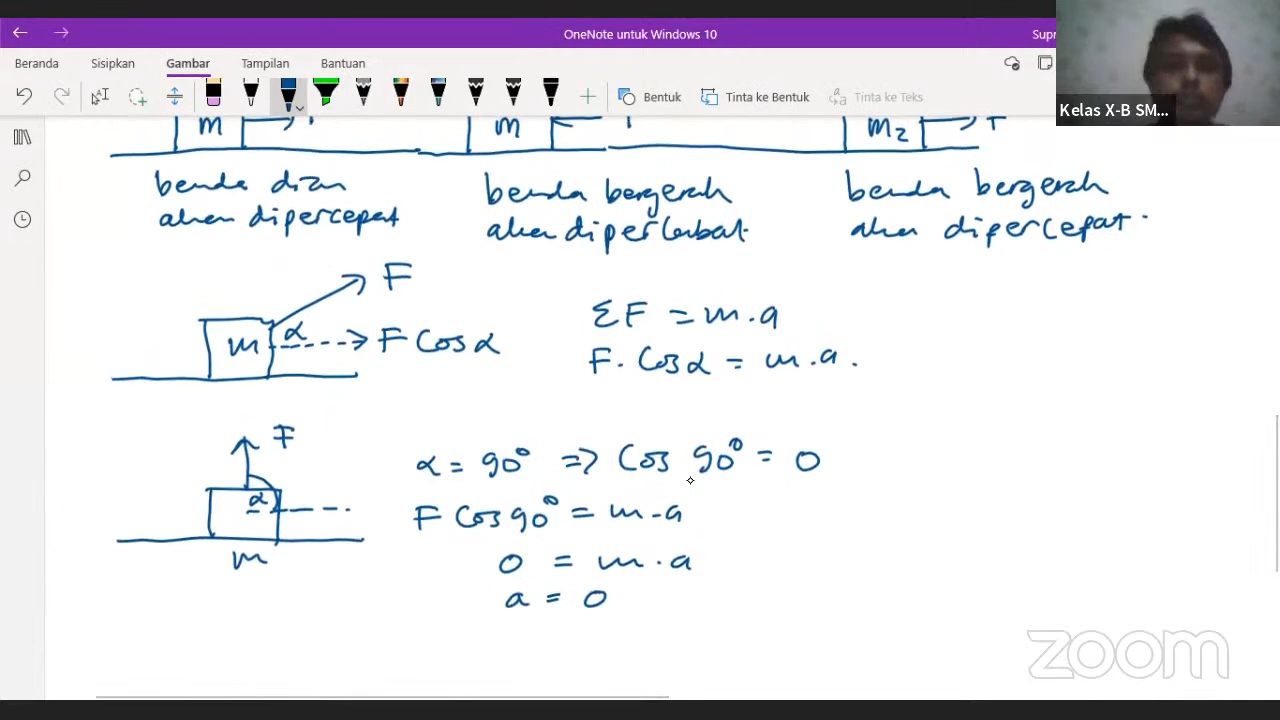 OneNote untuk Windows 10
Beranda Sisipkan Gambar Tampilan Bantuan
Bentuk Tinta ke Bentuk Tinta ke Teks
Kelas X-B SM...
m m m2
benda diam
akan dipercepat
benda bergerak
akan diperlambat
benda bergerak
akan dipercepat.
F
m α F Cos α
ΣF = m.a
F. Cos α = m.a.
F
α
m
α = 90° => Cos 90° = 0
F Cos 90° = m.a
0 = m.a
a = 0
zoom